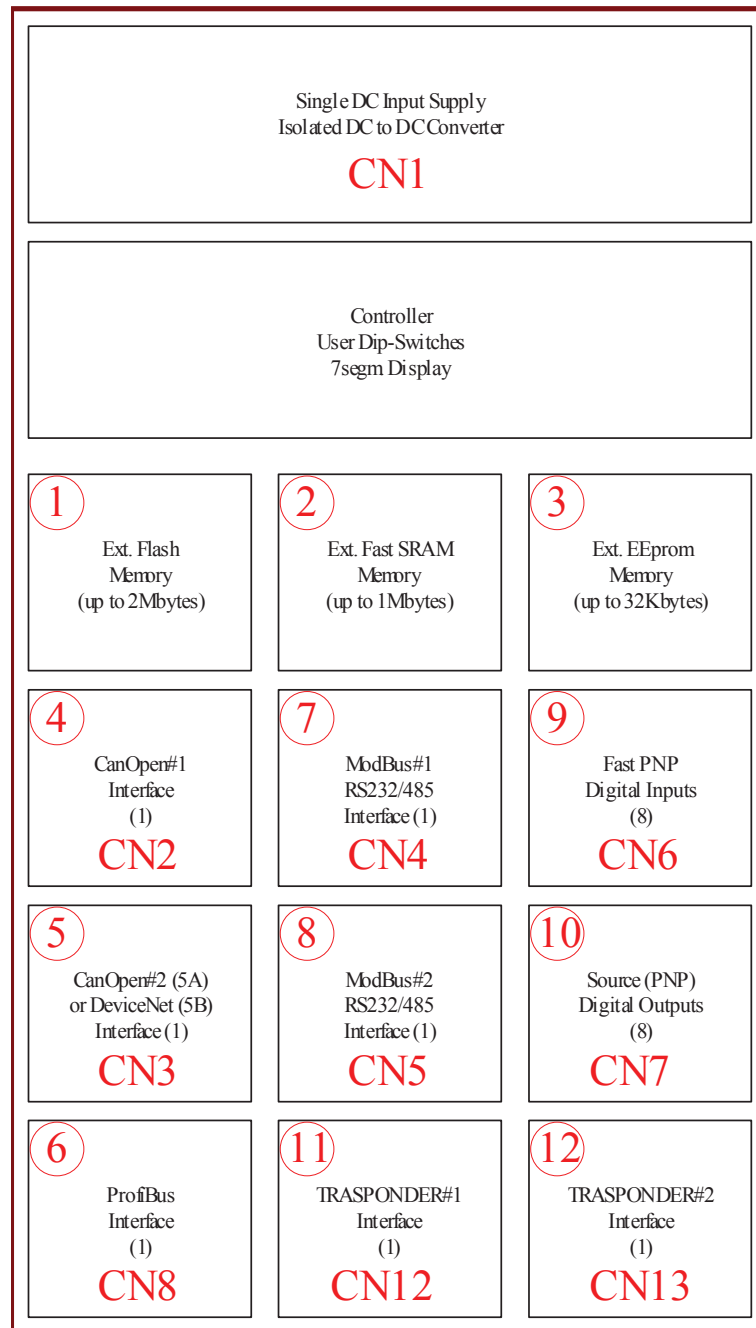 Single DC Input Supply
Isolated DC to DC Converter
CN1
Controller
User Dip-Switches
7segm Display
1
Ext. Flash
Memory
(up to 2Mbytes)
2
Ext. Fast SRAM
Memory
(up to 1Mbytes)
3
Ext. EEprom
Memory
(up to 32Kbytes)
4
CanOpen#1
Interface
(1)
CN2
7
ModBus#1
RS232/485
Interface (1)
CN4
9
Fast PNP
Digital Inputs
(8)
CN6
5
CanOpen#2 (5A)
or DeviceNet (5B)
Interface (1)
CN3
8
ModBus#2
RS232/485
Interface (1)
CN5
10
Source (PNP)
Digital Outputs
(8)
CN7
6
ProfiBus
Interface
(1)
CN8
11
TRASPONDER#1
Interface
(1)
CN12
12
TRASPONDER#2
Interface
(1)
CN13